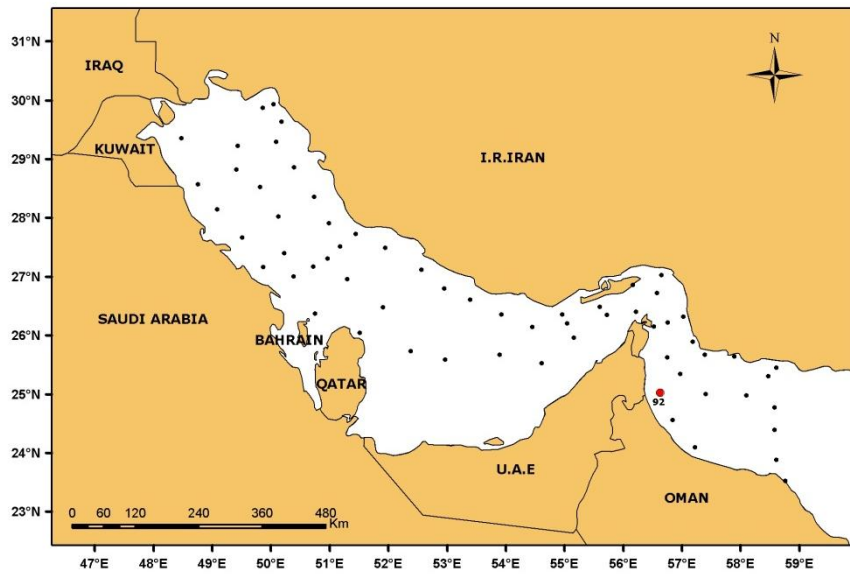 31°N
30°N
29°N
28°N
27°N
26°N
25°N
24°N
23°N
N
IRAQ
KUWAIT
I.R.IRAN
SAUDI ARABIA
BAHRAIN
QATAR
92
U.A.E
OMAN
0 60 120 240 360 480
Km
47°E 48°E 49°E 50°E 51°E 52°E 53°E 54°E 55°E 56°E 57°E 58°E 59°E